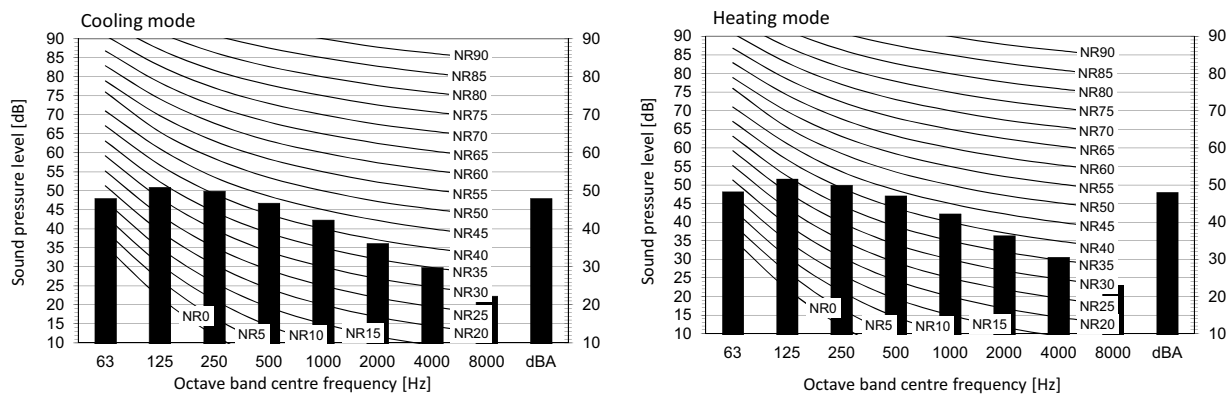 Cooling mode
Sound pressure level [dB]
90
85
80
75
70
65
60
55
50
45
40
35
30
25
20
15
10
NR90
NR85
NR80
NR75
NR70
NR65
NR60
NR55
NR50
NR45
NR40
NR35
NR30
NR25
NR20
NR0
NR5
NR10
NR15
90
80
70
60
50
40
30
20
10
63 125 250 500 1000 2000 4000 8000 dBA
Octave band centre frequency [Hz]
Heating mode
Sound pressure level [dB]
90
85
80
75
70
65
60
55
50
45
40
35
30
25
20
15
10
NR90
NR85
NR80
NR75
NR70
NR65
NR60
NR55
NR50
NR45
NR40
NR35
NR30
NR25
NR20
NR0
NR5
NR10
NR15
90
80
70
60
50
40
30
20
10
63 125 250 500 1000 2000 4000 8000 dBA
Octave band centre frequency [Hz]